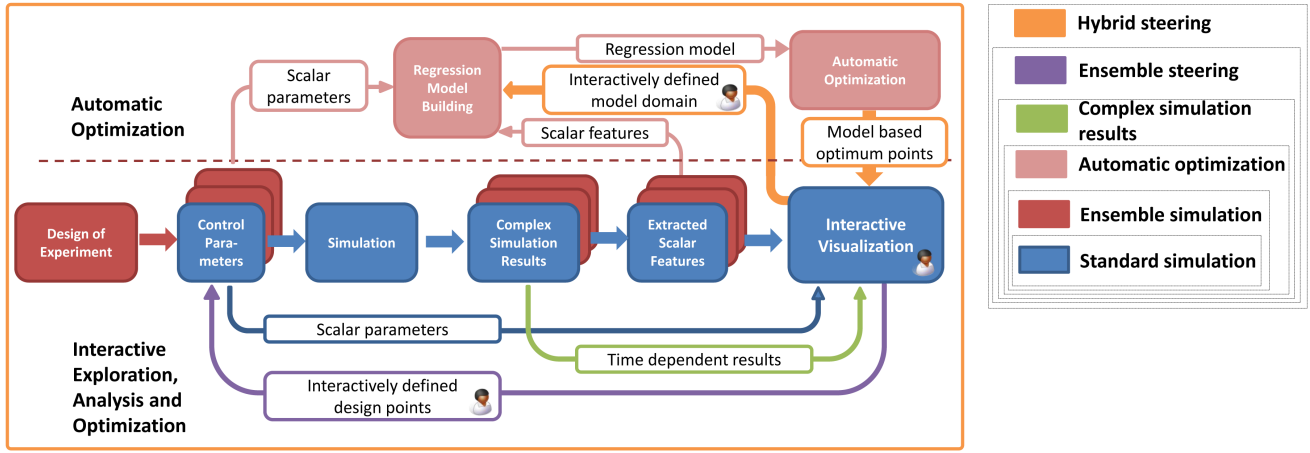 Automatic
Optimization
Scalar
parameters
Regression
Model
Building
Regression model
Interactively defined
model domain
Scalar features
Automatic
Optimization
Model based
optimum points
Design of
Experiment
Control
Para-
meters
Simulation
Complex
Simulation
Results
Extracted
Scalar
Features
Interactive
Visualization
Scalar parameters
Time dependent results
Interactively defined
design points
Interactive
Exploration,
Analysis and
Optimization
Hybrid steering
Ensemble steering
Complex simulation
results
Automatic optimization
Ensemble simulation
Standard simulation